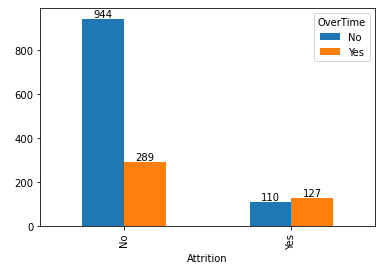 944
OverTime
No
Yes
800
600
400
289
200
110
127
0
No
Yes
Attrition